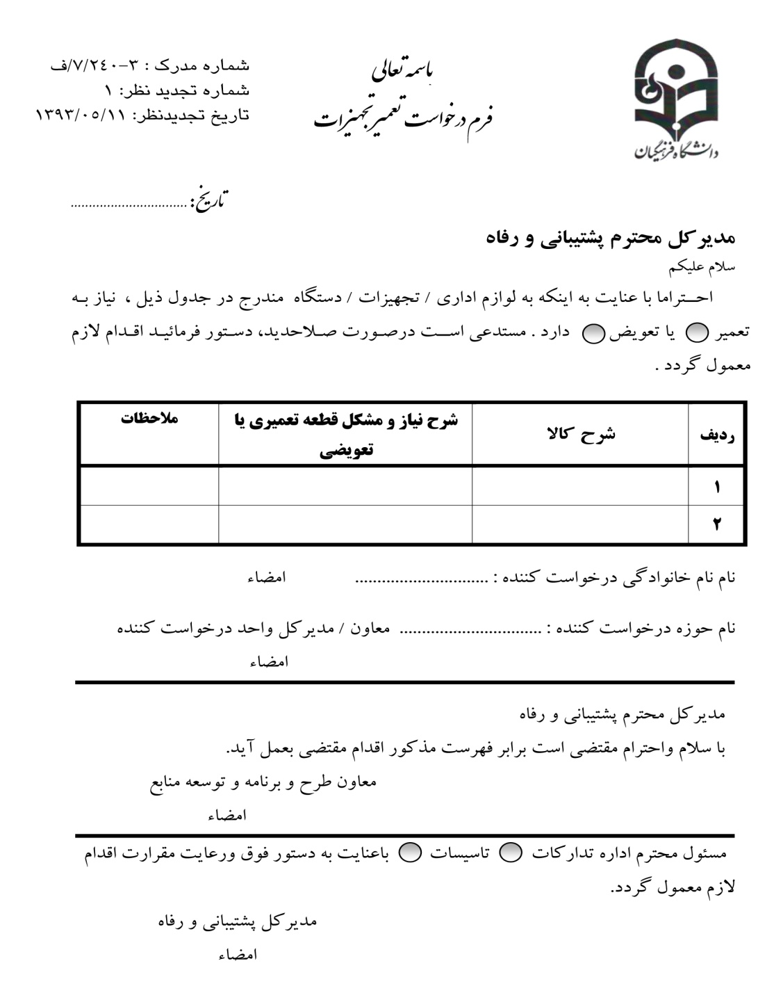 دانشگاه فرهنگیان
باسمه تعالی
فرم درخواست تعمیر تجهیزات
شماره مدرک : ۳-۷/۲۴۰/ف
شماره تجدید نظر: ۱
تاریخ تجدیدنظر: ۱۳۹۳/۰۵/۱۱
تاریخ: ................................
مدیرکل محترم پشتیبانی و رفاه
سلام علیکم
احـــتراما با عنایت به اینکه به لوازم اداری / تجهیزات / دستگاه مندرج در جدول ذیل ، نیاز بـه
تعمیر یا تعویض دارد . مستدعی اســت درصـورت صـلاحدید، دسـتور فرمائیـد اقـدام لازم
معمول گردد .
ردیف شرح کالا شرح نیاز و مشکل قطعه تعمیری یا تعویضی ملاحظات
۱
۲
نام نام خانوادگی درخواست کننده : .............................. امضاء
نام حوزه درخواست کننده : ................................ معاون / مدیرکل واحد درخواست کننده
امضاء
مدیرکل محترم پشتیبانی و رفاه
با سلام واحترام مقتضی است برابر فهرست مذکور اقدام مقتضی بعمل آید.
معاون طرح و برنامه و توسعه منابع
امضاء
مسئول محترم اداره تدارکات تاسیسات باعنایت به دستور فوق ورعایت مقرارت اقدام
لازم معمول گردد.
مدیرکل پشتیبانی و رفاه
امضاء